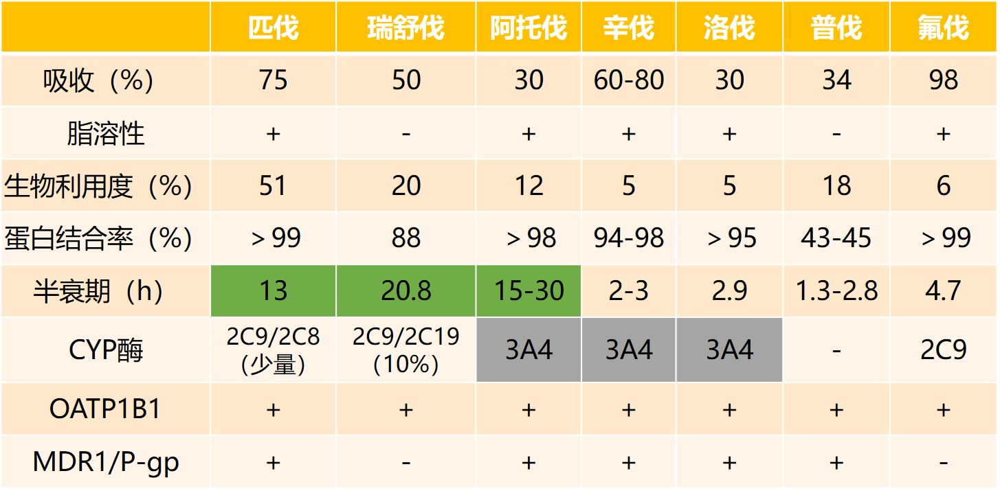 匹伐 瑞舒伐 阿托伐 辛伐 洛伐 普伐 氟伐
吸收（%） 75 50 30 60-80 30 34 98
脂溶性 + - + + + - +
生物利用度（%） 51 20 12 5 5 18 6
蛋白结合率（%） ＞99 88 ＞98 94-98 ＞95 43-45 ＞99
半衰期（h） 13 20.8 15-30 2-3 2.9 1.3-2.8 4.7
CYP酶 2C9/2C8 2C9/2C19 3A4 3A4 3A4 - 2C9
（少量） （10%）
OATP1B1 + + + + + + +
MDR1/P-gp + - + + + + -